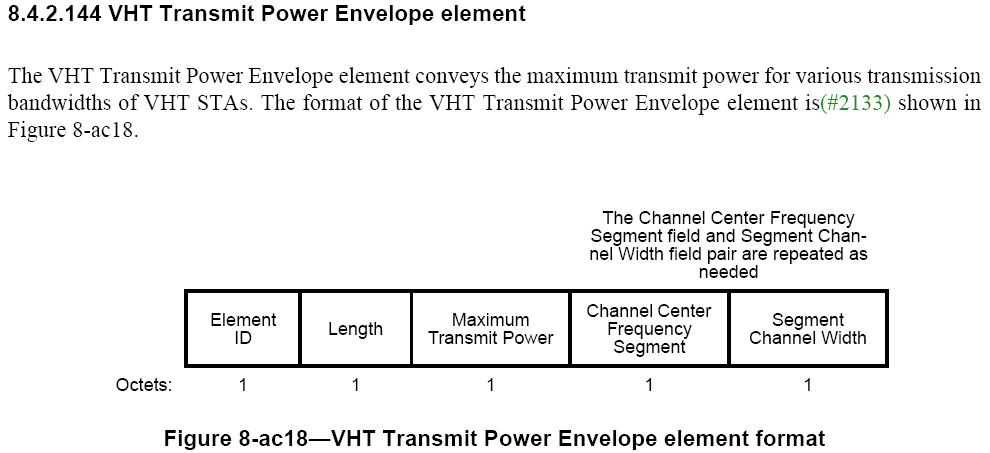 8.4.2.144 VHT Transmit Power Envelope element
The VHT Transmit Power Envelope element conveys the maximum transmit power for various transmission
bandwidths of VHT STAs. The format of the VHT Transmit Power Envelope element is(#2133) shown in
Figure 8-ac18.
The Channel Center Frequency
Segment field and Segment Chan-
nel Width field pair are repeated as
needed
Element
ID
Length
Maximum
Transmit Power
Channel Center
Frequency
Segment
Segment
Channel Width
Octets: 1 1 1 1 1
Figure 8-ac18—VHT Transmit Power Envelope element format